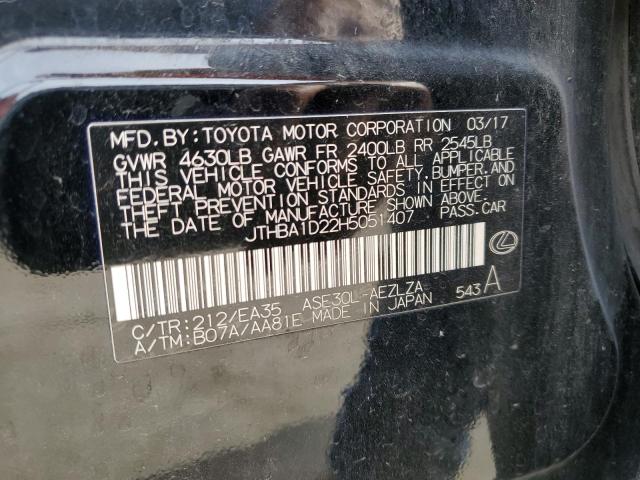 MFD. BY: TOYOTA MOTOR CORPORATION 03/17
GVWR 4630LB GAWR FR 2400LB RR 2545LB
THIS VEHICLE CONFORMS TO ALL APPLICABLE
FEDERAL MOTOR VEHICLE SAFETY, BUMPER, AND
THEFT PREVENTION STANDARDS IN EFFECT ON
THE DATE OF MANUFACTURE SHOWN ABOVE.
JTHBA1D22H5051407 PASS. CAR
C/TR: 212/EA35 ASE30L-AEZLZA 543 A
A/TM: B07A/AA81E MADE IN JAPAN